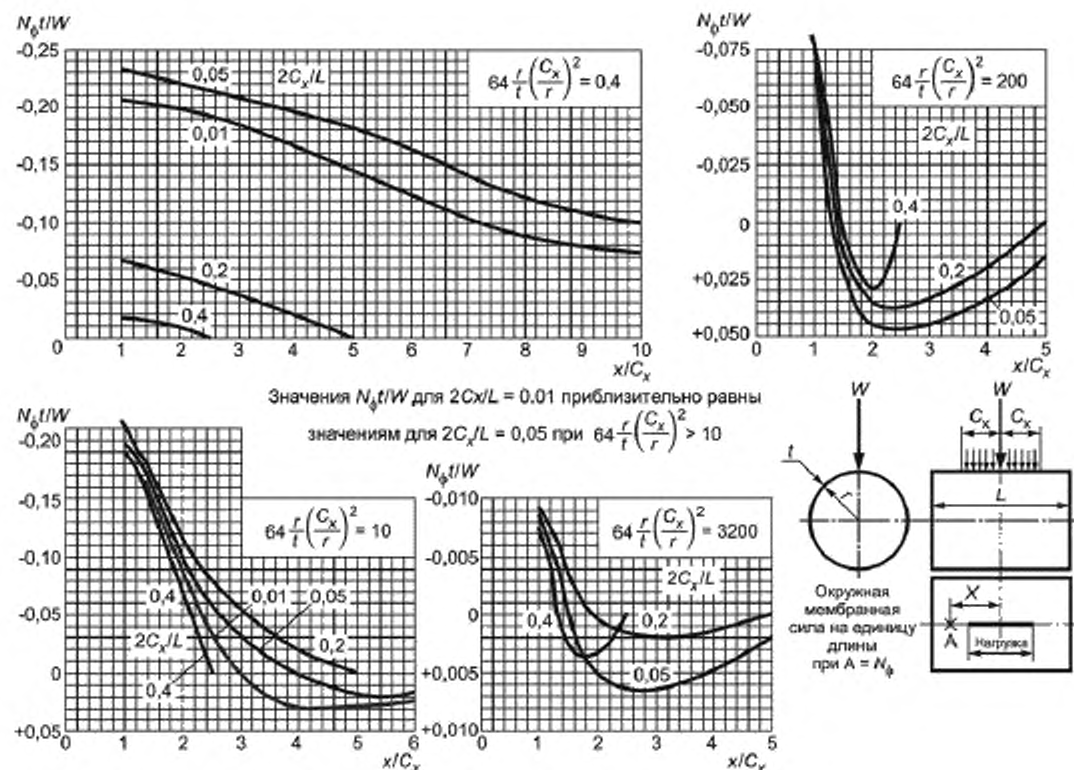 Nϕt/W
-0,25
-0,20
-0,15
-0,10
-0,05
0
1
2
3
4
5
6
7
8
9
10
x/Cx
0,05
2Cx/L
0,01
0,2
0,4
64 r/t (Cx/r)² = 0,4
Nϕt/W
-0,075
-0,050
-0,025
0
+0,025
+0,050
0
1
2
3
4
5
x/Cx
64 r/t (Cx/r)² = 200
2Cx/L
0,4
0,2
0,05
Значения Nϕt/W для 2Cx/L = 0.01 приблизительно равны
значениям для 2Cx/L = 0,05 при 64 r/t (Cx/r)² > 10
Nϕt/W
-0,20
-0,15
-0,10
-0,05
0
+0,05
0
1
2
3
4
5
6
x/Cx
64 r/t (Cx/r)² = 10
0,4
0,01
0,05
2Cx/L
0,2
0,4
Nϕt/W
-0,010
-0,005
0
+0,005
+0,010
0
1
2
3
4
5
x/Cx
64 r/t (Cx/r)² = 3200
2Cx/L
0,4
0,2
0,05
W
t
r
W
Cx
Cx
L
X
A
Нагрузка
Окружная
мембранная
сила на единицу
длины
при A = Nϕ